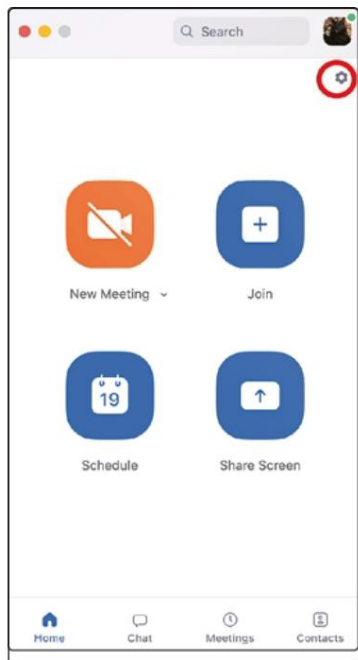 Search
New Meeting
Join
19
Schedule
Share Screen
Home
Chat
Meetings
Contacts